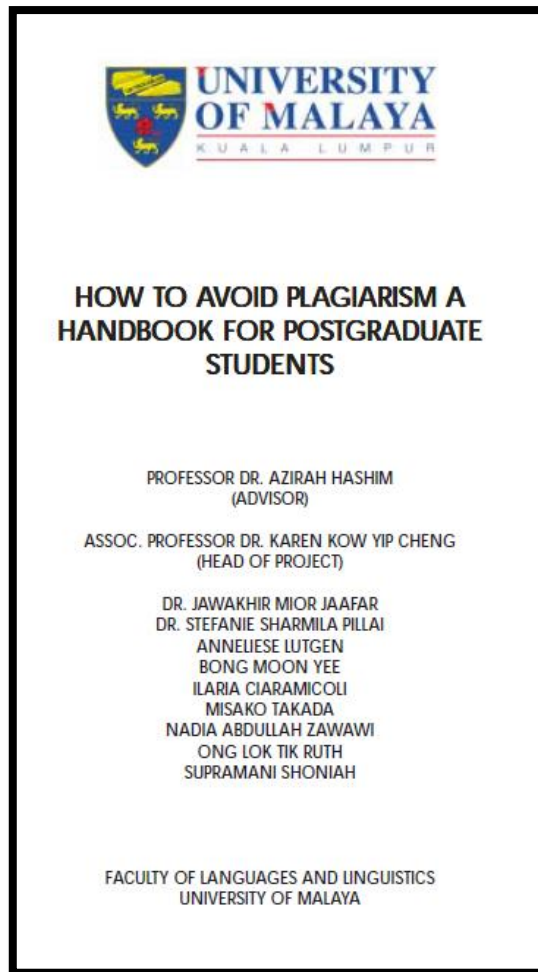 UNIVERSITY
OF MALAYA
KUALA LUMPUR
HOW TO AVOID PLAGIARISM A
HANDBOOK FOR POSTGRADUATE
STUDENTS
PROFESSOR DR. AZIRAH HASHIM
(ADVISOR)
ASSOC. PROFESSOR DR. KAREN KOW YIP CHENG
(HEAD OF PROJECT)
DR. JAWAKHIR MIOR JAAFAR
DR. STEFANIE SHARMILA PILLAI
ANNELIESE LUTGEN
BONG MOON YEE
ILARIA CIARAMICOLI
MISAKO TAKADA
NADIA ABDULLAH ZAWAWI
ONG LOK TIK RUTH
SUPRAMANI SHONIAH
FACULTY OF LANGUAGES AND LINGUISTICS
UNIVERSITY OF MALAYA